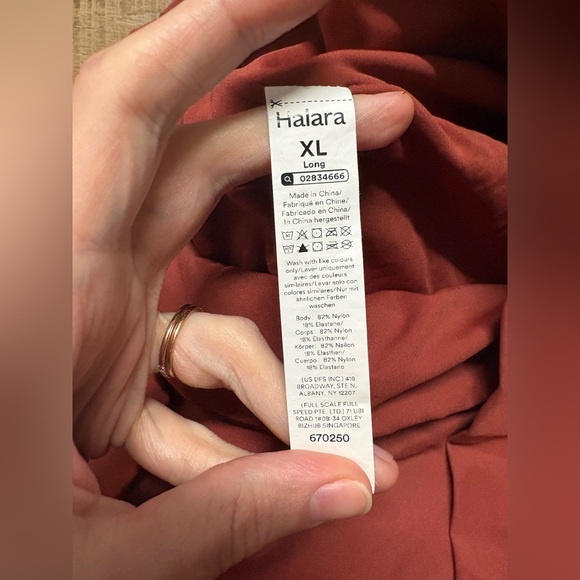 Halara
XL
Long
02834666
Made in China/
Fabriqué en Chine/
Fabricado en China/
In China hergestellt
Wash with like colours
only/Laver uniquement
avec des couleurs
similaires/Lavar solo con
colores similares/Nur mit
ähnlichen Farben
waschen
Body: 82% Nylon
18% Elastane/
Corps: 82% Nylon
18% Elasthanne/
Körper: 82% Nailon
18% Elasthen/
Cuerpo: 82% Nylon
18% Elastano
(US DFS INC.) 418
BROADWAY, STE N,
ALBANY, NY 12207
(FULL SCALE FULL
SPEED PTE. LTD.) 71 UBI
ROAD 1#08-34 OXLEY
BIZHUB SINGAPORE
670250